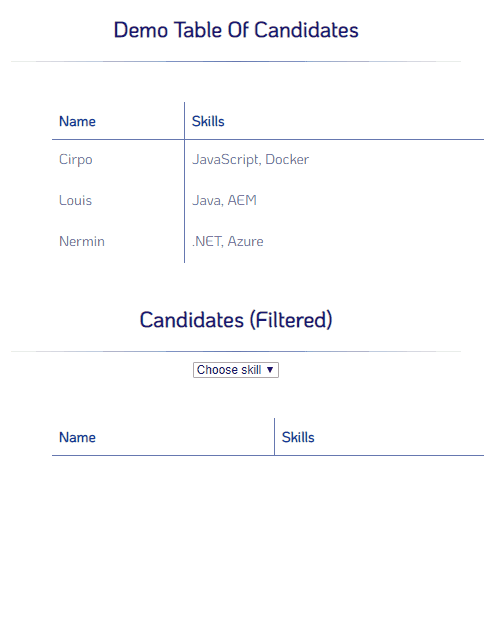 Demo Table Of Candidates
Name Skills
Cirpo JavaScript, Docker
Louis Java, AEM
Nermin .NET, Azure
Candidates (Filtered)
Choose skill ▼
Name Skills